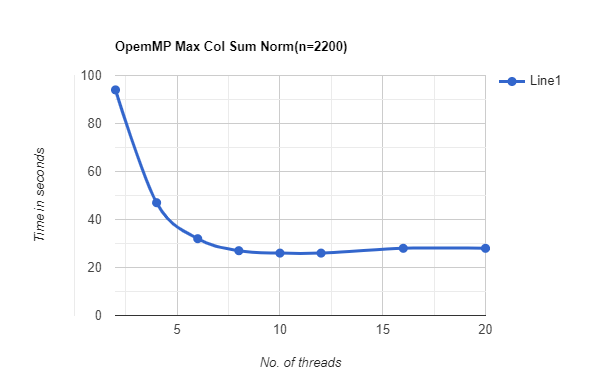 OpemMP Max Col Sum Norm(n=2200)
Line1
100
80
60
40
20
0
Time in seconds
5 10 15 20
No. of threads